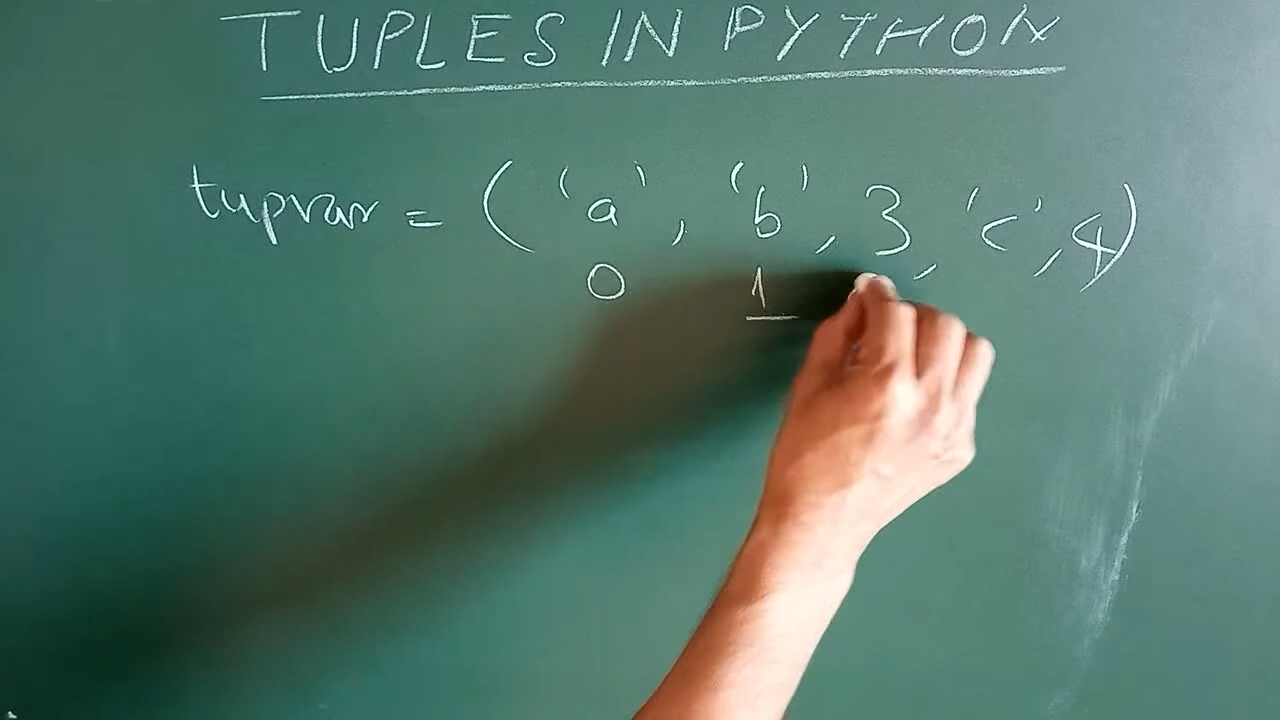 TUPLES IN PYTHON
tupvar = ( 'a' , 'b' , 3 , 'c' , 4 )
0 1